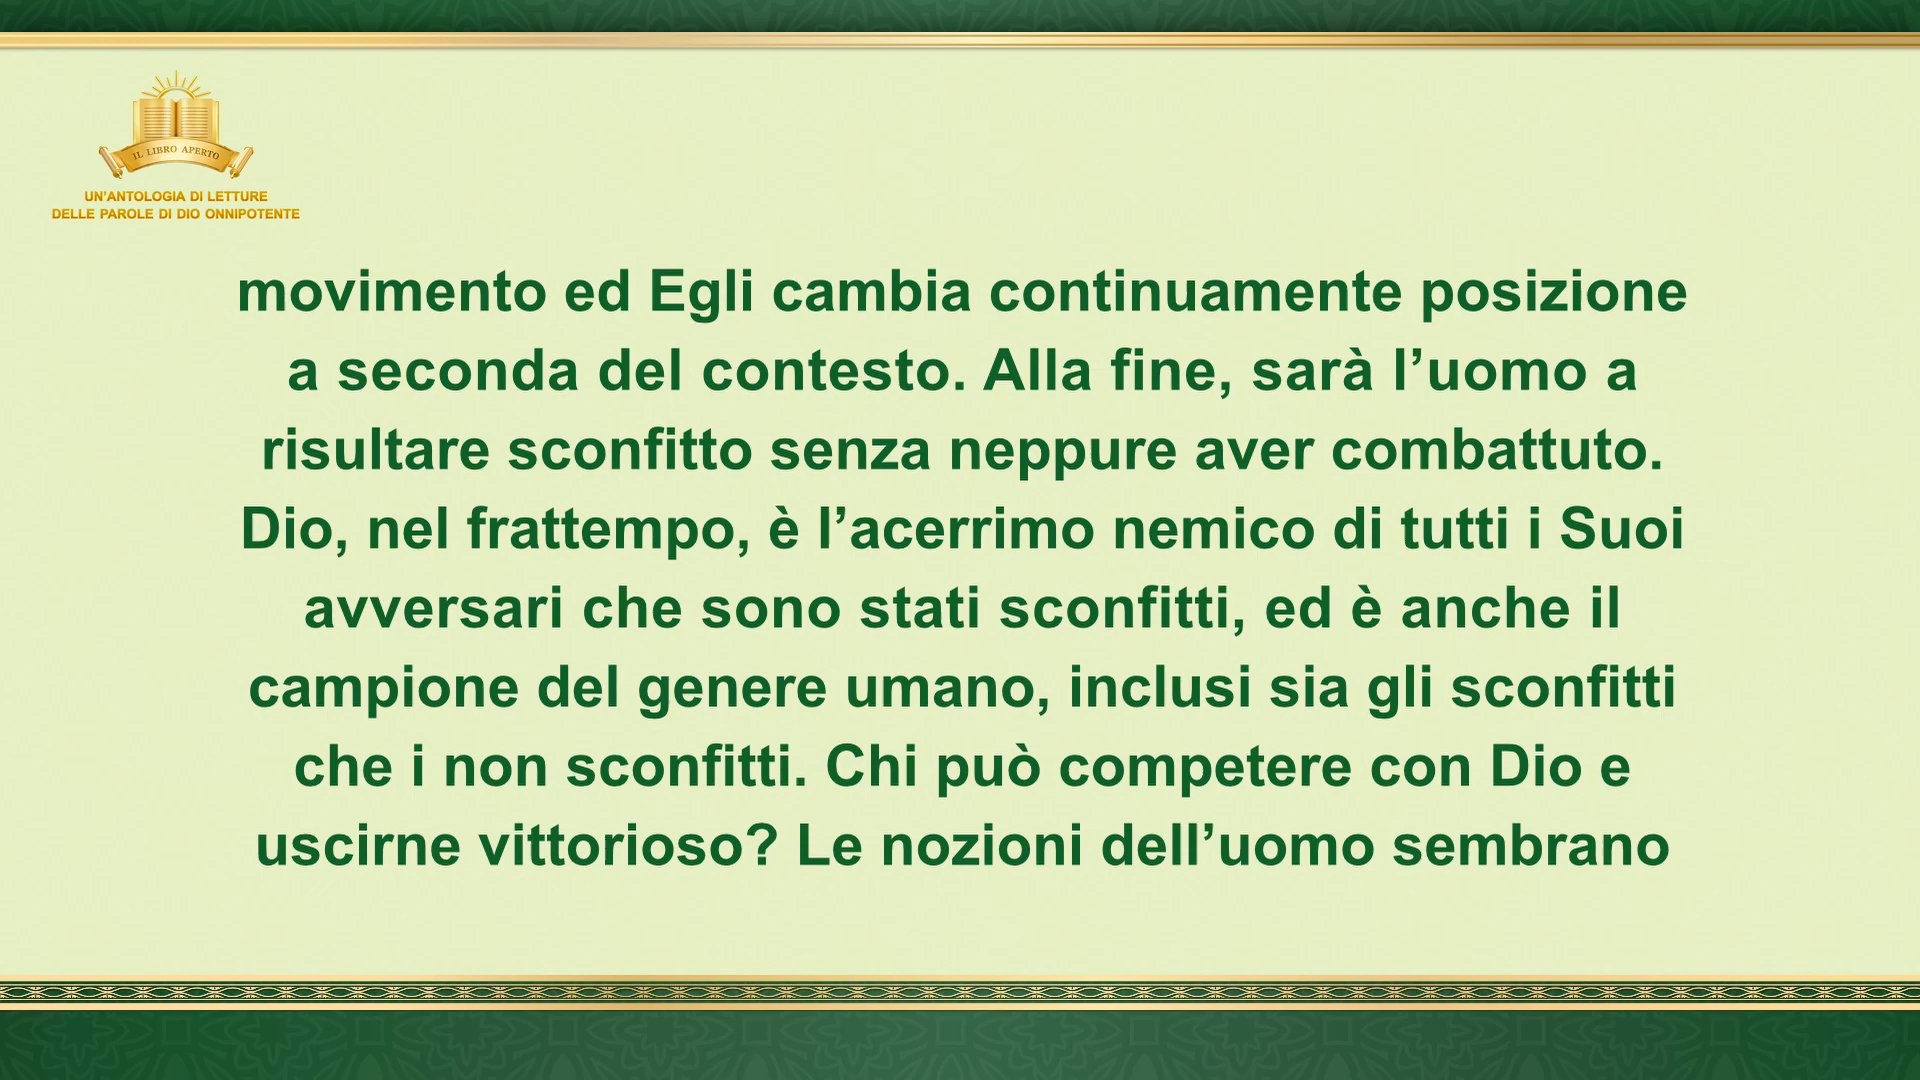 IL LIBRO APERTO
UN’ANTOLOGIA DI LETTURE
DELLE PAROLE DI DIO ONNIPOTENTE
movimento ed Egli cambia continuamente posizione
a seconda del contesto. Alla fine, sarà l’uomo a
risultare sconfitto senza neppure aver combattuto.
Dio, nel frattempo, è l’acerrimo nemico di tutti i Suoi
avversari che sono stati sconfitti, ed è anche il
campione del genere umano, inclusi sia gli sconfitti
che i non sconfitti. Chi può competere con Dio e
uscirne vittorioso? Le nozioni dell’uomo sembrano